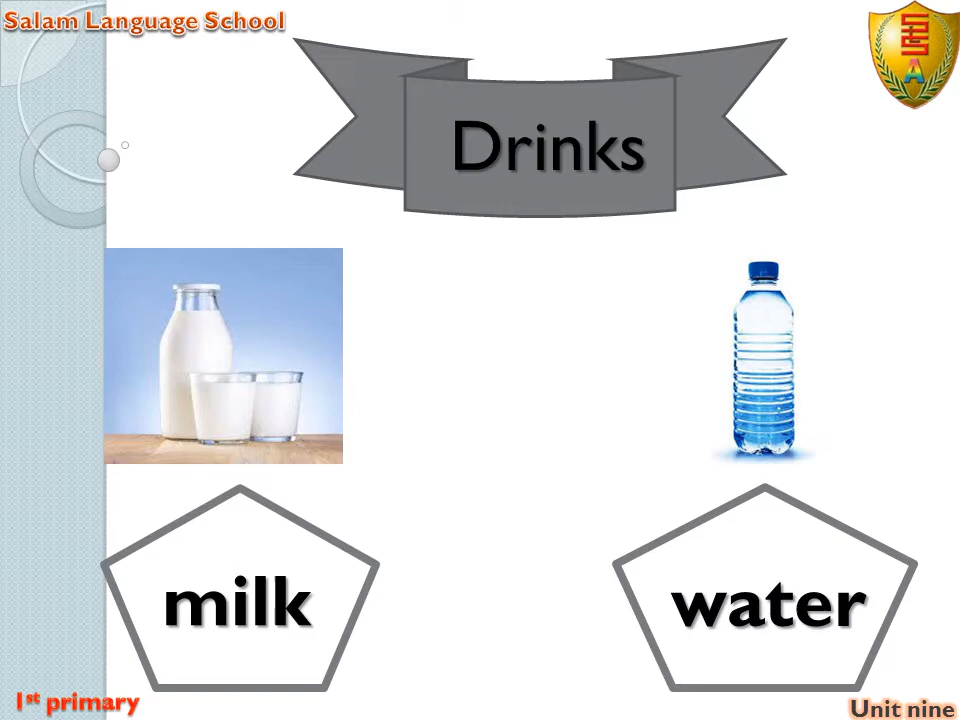 Salam Language School
Drinks
milk
water
1st primary
Unit nine